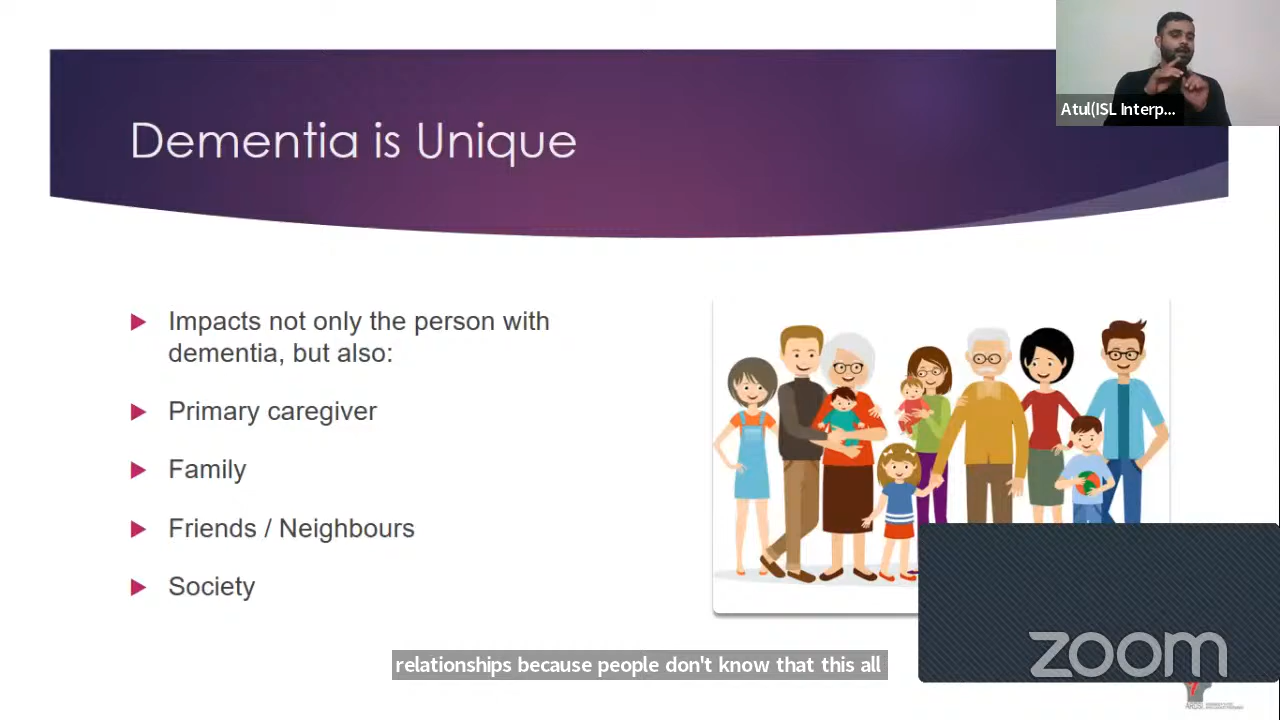 Atul(ISL Interp...
Dementia is Unique
Impacts not only the person with
dementia, but also:
Primary caregiver
Family
Friends / Neighbours
Society
relationships because people don't know that this all
zoom
ARDSI